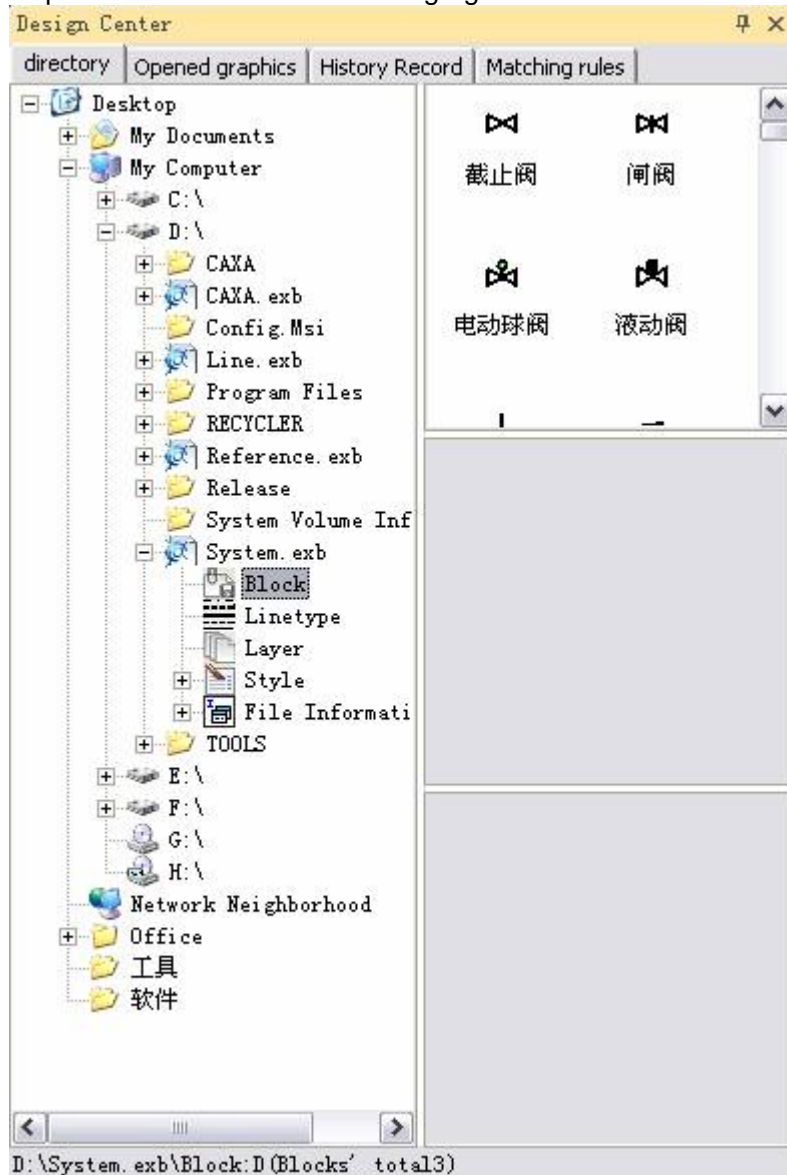 Design Center
directory Opened graphics History Record Matching rules
Desktop
My Documents
My Computer
C:\
D:\
CAXA
CAXA.exb
Config.Msi
Line.exb
Program Files
RECYCLER
Reference.exb
Release
System Volume Inf
System.exb
Block
Linetype
Layer
Style
File Informati
TOOLS
E:\
F:\
G:\
H:\
Network Neighborhood
Office
工具
软件
截止阀 闸阀
电动球阀 液动阀
D:\System.exb\Block:D(Blocks' total3)